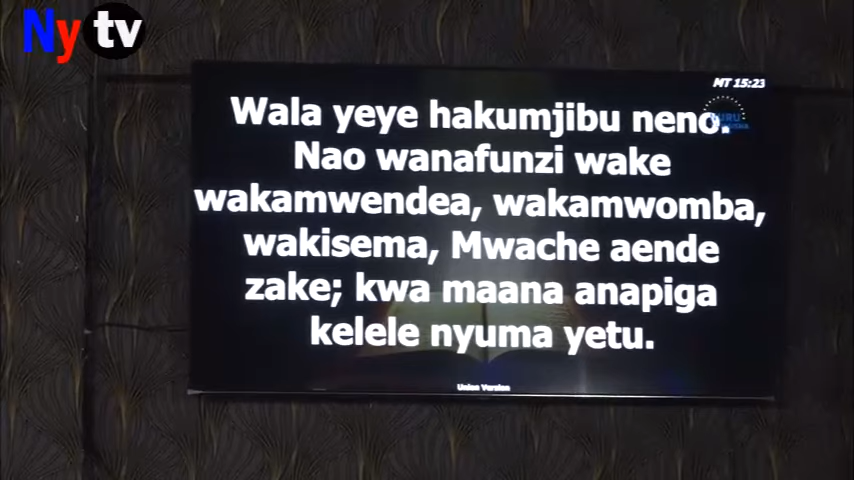 Ny tv
MT 15:23
Wala yeye hakumjibu neno.
Nao wanafunzi wake
wakamwendea, wakamwomba,
wakisema, Mwache aende
zake; kwa maana anapiga
kelele nyuma yetu.
Union Version